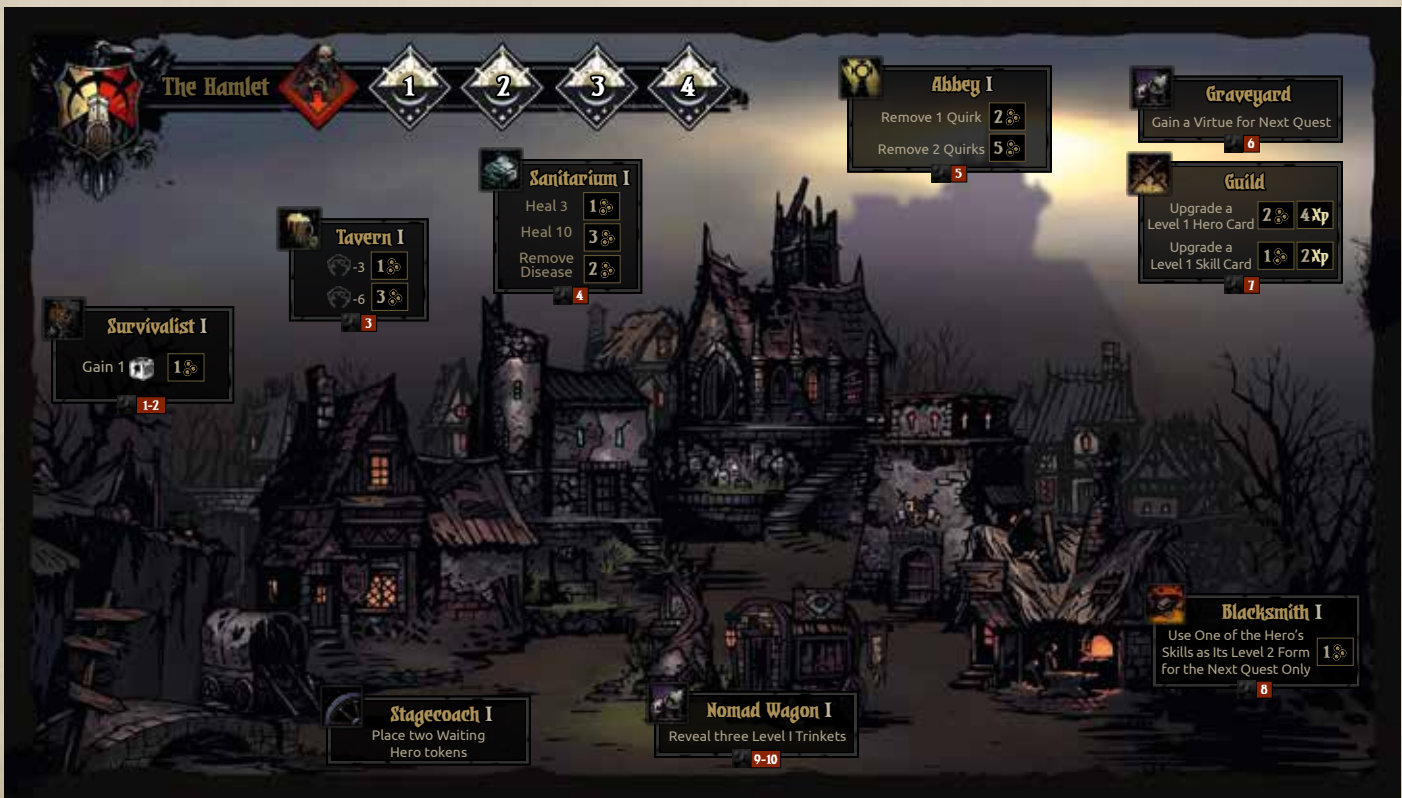 The Hamlet
1
2
3
4
Abbey I
Remove 1 Quirk 2
Remove 2 Quirks 5
5
Graveyard
Gain a Virtue for Next Quest
6
Sanitarium I
Heal 3 1
Heal 10 3
Remove
Disease 2
4
Guild
Upgrade a
Level 1 Hero Card 2 4Xp
Upgrade a
Level 1 Skill Card 1 2Xp
7
Tavern I
-3 1
-6 3
3
Survivalist I
Gain 1 1
1-2
Blacksmith I
Use One of the Hero's
Skills as Its Level 2 Form 1
for the Next Quest Only
8
Stagecoach I
Place two Waiting
Hero tokens
Nomad Wagon I
Reveal three Level I Trinkets
9-10